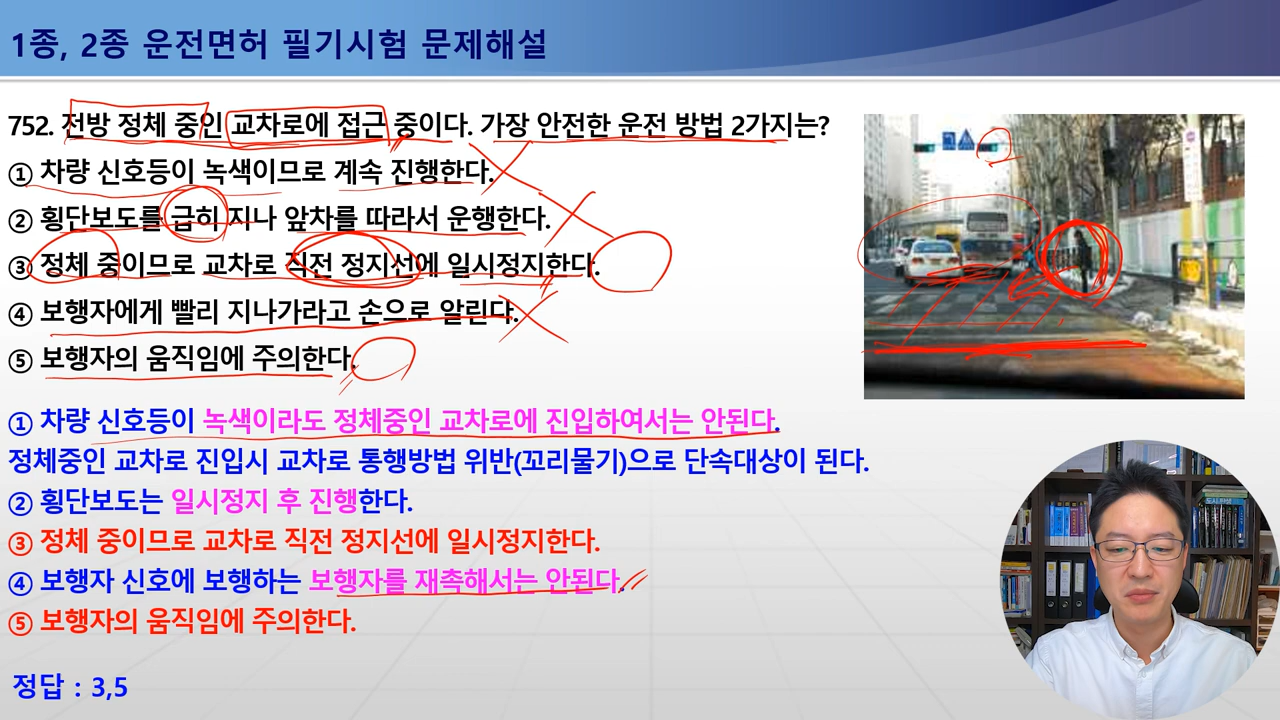 1종, 2종 운전면허 필기시험 문제해설
752. 전방 정체 중인 교차로에 접근 중이다. 가장 안전한 운전 방법 2가지는?
① 차량 신호등이 녹색이므로 계속 진행한다.
② 횡단보도를 급히 지나 앞차를 따라서 운행한다.
③ 정체 중이므로 교차로 직전 정지선에 일시정지한다.
④ 보행자에게 빨리 지나가라고 손으로 알린다.
⑤ 보행자의 움직임에 주의한다.
① 차량 신호등이 녹색이라도 정체중인 교차로에 진입하여서는 안된다.
정체중인 교차로 진입시 교차로 통행방법 위반(꼬리물기)으로 단속대상이 된다.
② 횡단보도는 일시정지 후 진행한다.
③ 정체 중이므로 교차로 직전 정지선에 일시정지한다.
④ 보행자 신호에 보행하는 보행자를 재촉해서는 안된다.
⑤ 보행자의 움직임에 주의한다.
정답 : 3,5